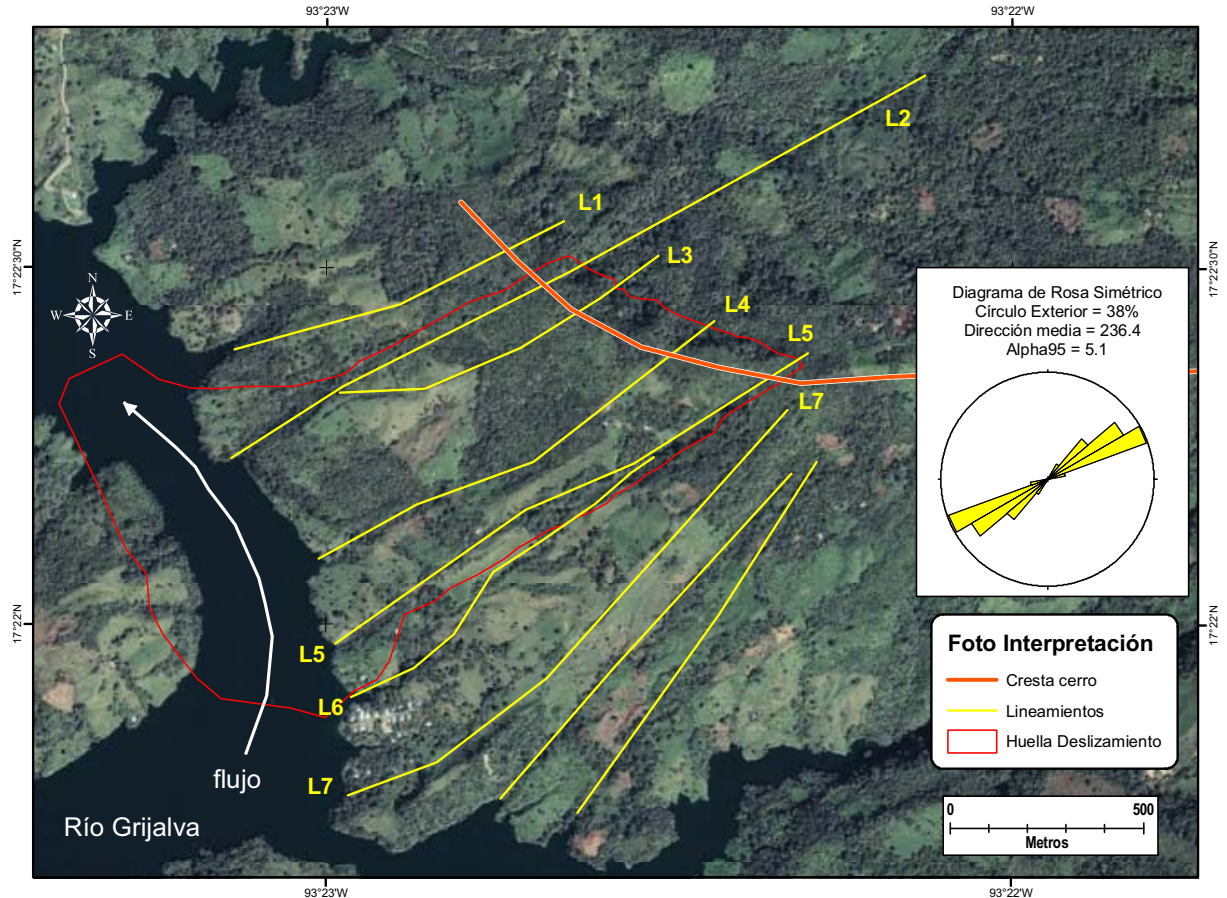 93°23'W
93°22'W
L2
L1
L3
17°22'30"N
17°22'30"N
N
W
E
S
L4
L5
L7
Diagrama de Rosa Simétrico
Círculo Exterior = 38%
Dirección media = 236.4
Alpha95 = 5.1
17°22'N
17°22'N
L5
L6
L7
flujo
Río Grijalva
Foto Interpretación
Cresta cerro
Lineamientos
Huella Deslizamiento
0
500
Metros
93°23'W
93°22'W